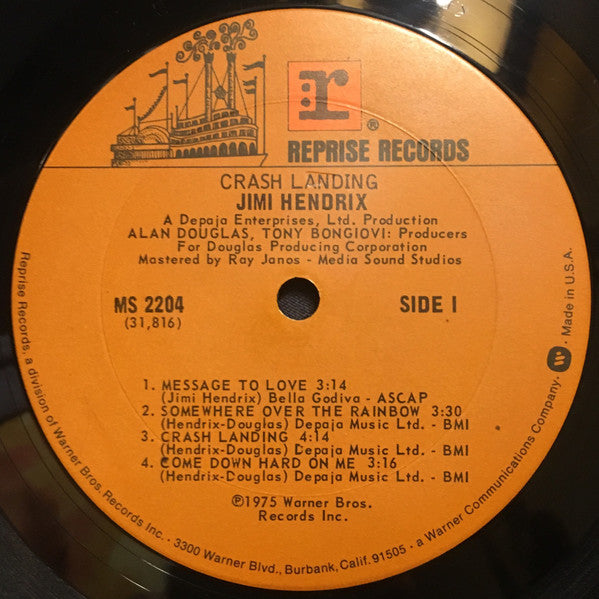 r
®
REPRISE RECORDS
CRASH LANDING
JIMI HENDRIX
A Depaja Enterprises, Ltd. Production
ALAN DOUGLAS, TONY BONGIOVI: Producers
For Douglas Producing Corporation
Mastered by Ray Janos - Media Sound Studios
MS 2204
(31,816)
SIDE I
1. MESSAGE TO LOVE 3:14
(Jimi Hendrix) Bella Godiva - ASCAP
2. SOMEWHERE OVER THE RAINBOW 3:30
(Hendrix-Douglas) Depaja Music Ltd. - BMI
3. CRASH LANDING 4:14
(Hendrix-Douglas) Depaja Music Ltd. - BMI
4. COME DOWN HARD ON ME 3:16
(Hendrix-Douglas) Depaja Music Ltd. - BMI
℗1975 Warner Bros.
Records Inc.
Reprise Records, a division of Warner Bros. Records Inc. · 3300 Warner Blvd., Burbank, Calif. 91505 · a Warner Communications Company · W · Made in U.S.A.